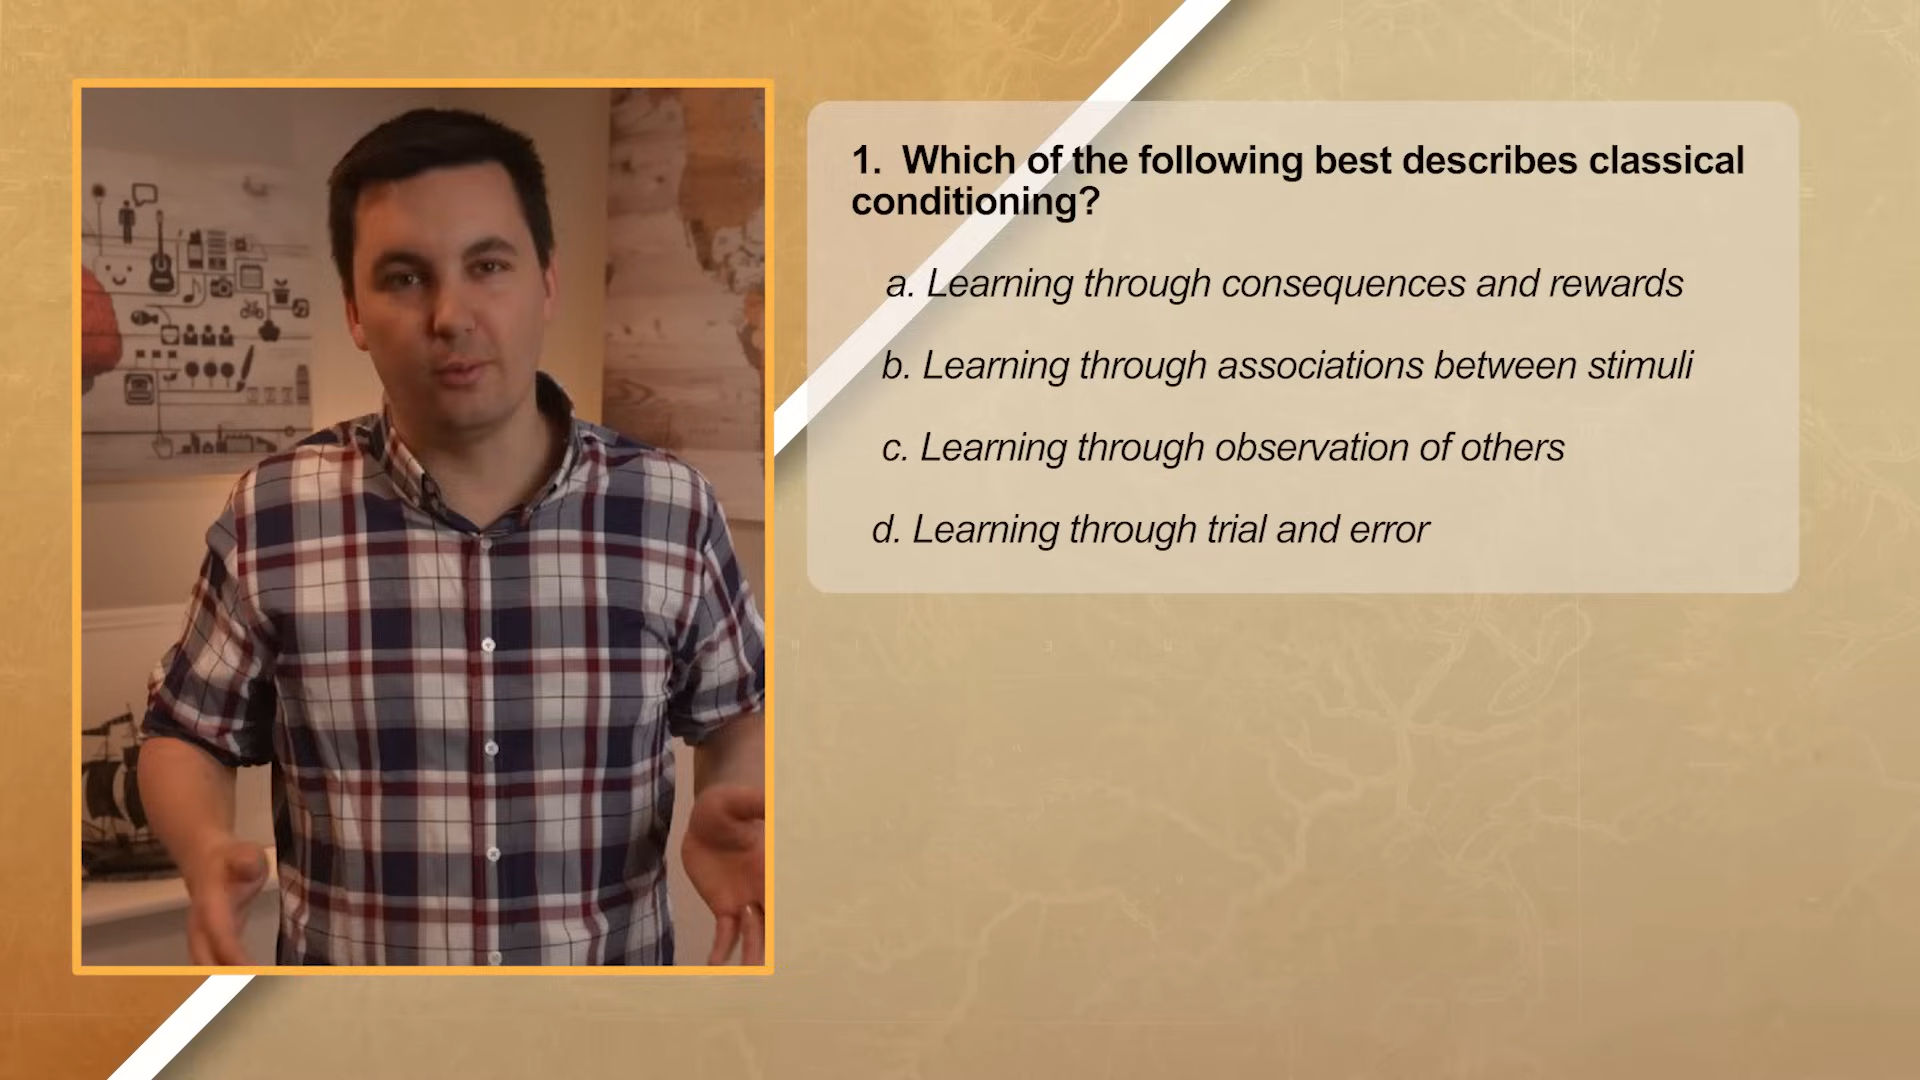 1. Which of the following best describes classical
conditioning?
a. Learning through consequences and rewards
b. Learning through associations between stimuli
c. Learning through observation of others
d. Learning through trial and error